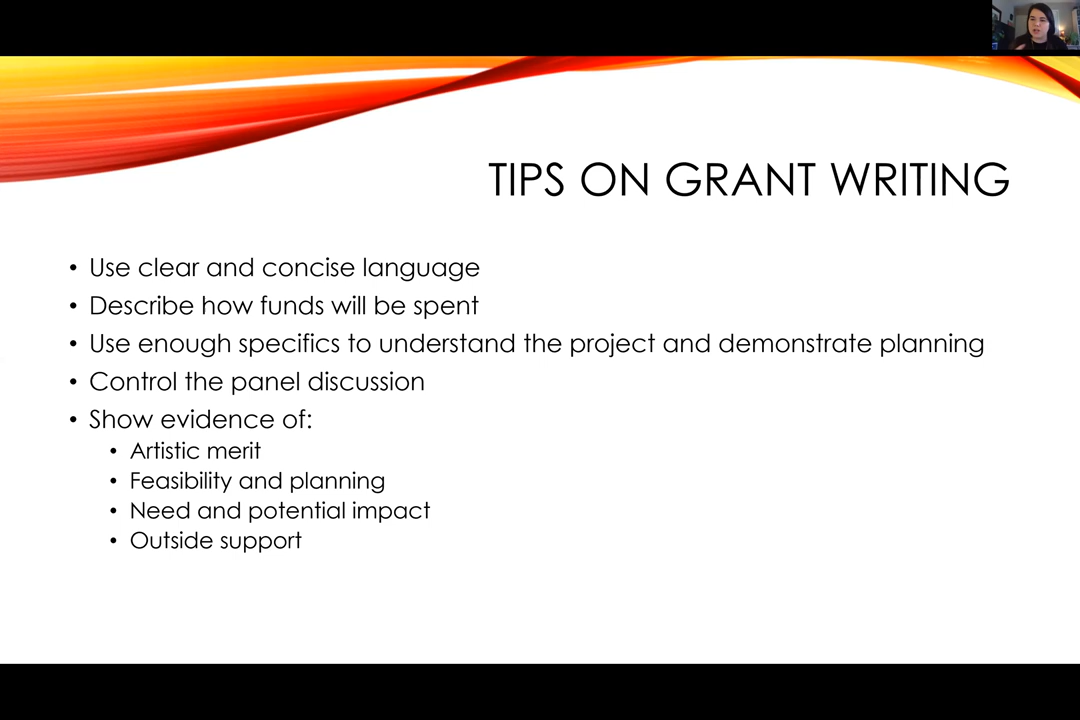 TIPS ON GRANT WRITING
• Use clear and concise language
• Describe how funds will be spent
• Use enough specifics to understand the project and demonstrate planning
• Control the panel discussion
• Show evidence of:
• Artistic merit
• Feasibility and planning
• Need and potential impact
• Outside support